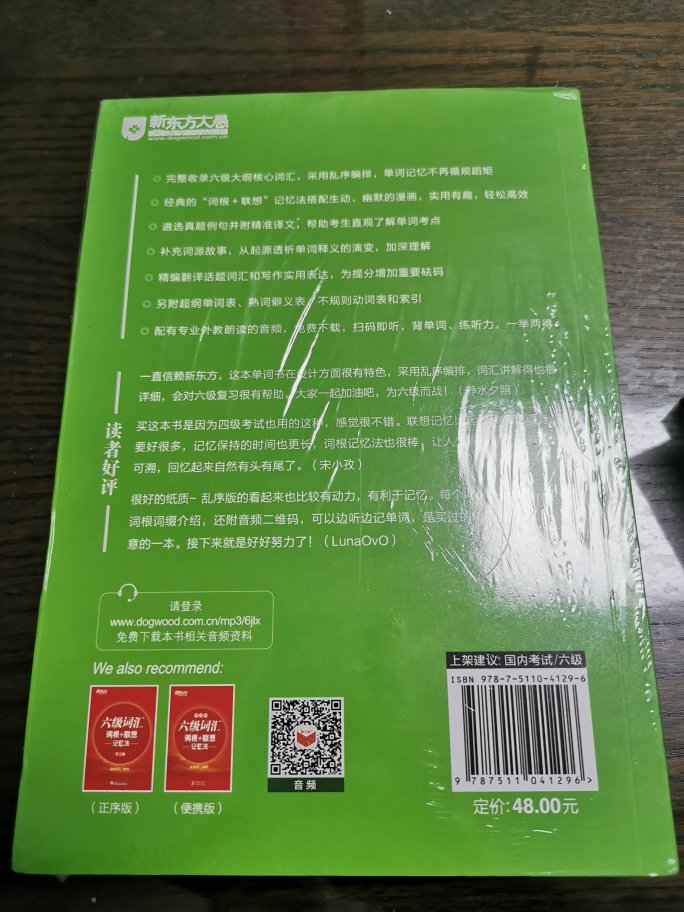 新东方大愚
www.dogwood.com.cn
完整收录六级大纲核心词汇，采用乱序编排，单词记忆不再循规蹈矩
经典的“词根+联想”记忆法搭配生动、幽默的漫画，实用有趣，轻松高效
遴选真题例句并附精准译文，帮助考生直观了解单词考点
补充词源故事，从起源透析单词释义的演变，加深理解
精编翻译话题词汇和写作实用表达，为提分增加重要砝码
另附超纲单词表、熟词僻义表、不规则动词表和索引
配有专业外教朗读的音频，免费下载，扫码即听，背单词、练听力，一举两得
读者好评
一直信赖新东方，这本单词书在设计方面很有特色，采用乱序编排，词汇讲解得也很
详细，会对六级复习很有帮助。大家一起加油吧，为六级而战！（静水夕照）
买这本书是因为四级考试也用的这种，感觉很不错。联想记忆比
要好很多，记忆保持的时间也更长，词根记忆法也很棒，让人
可溯，回忆起来自然有头有尾了。（宋小孩）
很好的纸质~ 乱序版的看起来也比较有动力，有利于记忆。每个
词根词缀介绍，还附音频二维码，可以边听边记单词，是买过的
意的一本。接下来就是好好努力了！（LunaOvO）
请登录
www.dogwood.com.cn/mp3/6jlx
免费下载本书相关音频资料
We also recommend:
六级词汇
词根+联想
记忆法
六级词汇
词根+联想
记忆法
（正序版）
（便携版）
音频
上架建议: 国内考试/六级
ISBN 978-7-5110-4129-6
9 787511 041296 >
定价: 48.00元